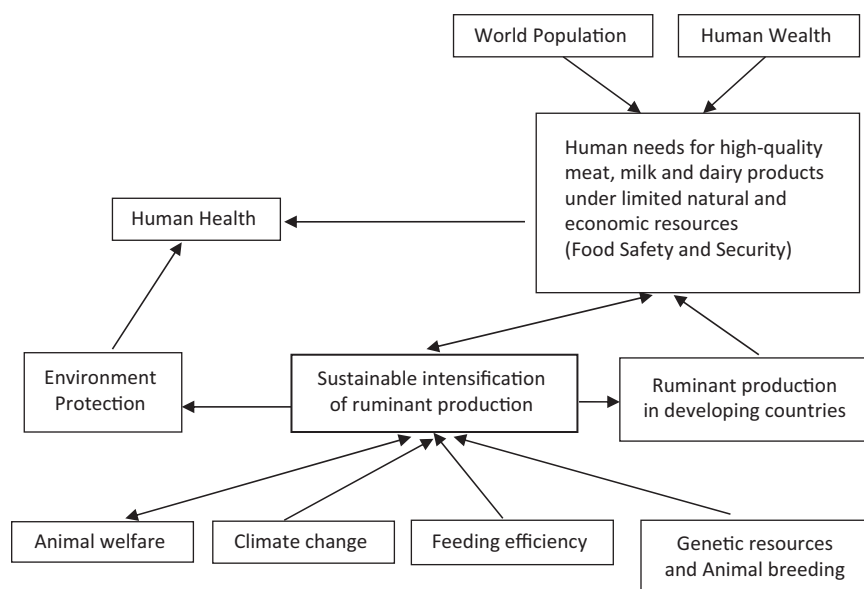 World Population
Human Wealth
Human needs for high-quality
meat, milk and dairy products
under limited natural and
economic resources
(Food Safety and Security)
Human Health
Environment
Protection
Sustainable intensification
of ruminant production
Ruminant production
in developing countries
Animal welfare
Climate change
Feeding efficiency
Genetic resources
and Animal breeding